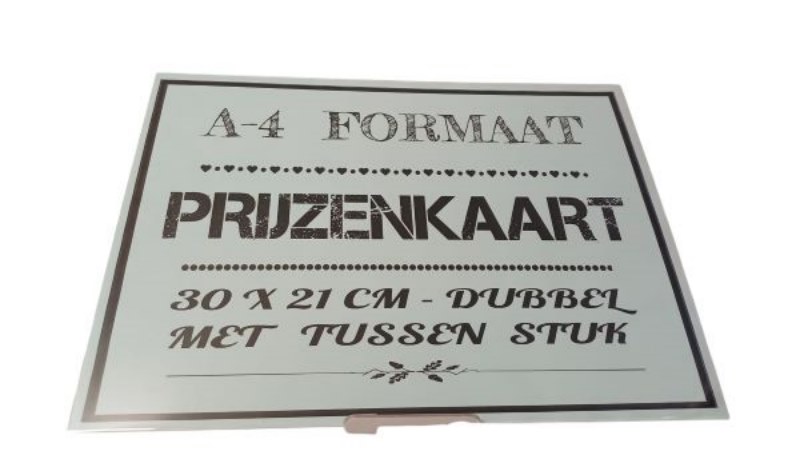 A-4 FORMAAT
PRIJZENKAART
30 X 21 CM - DUBBEL
MET TUSSEN STUK